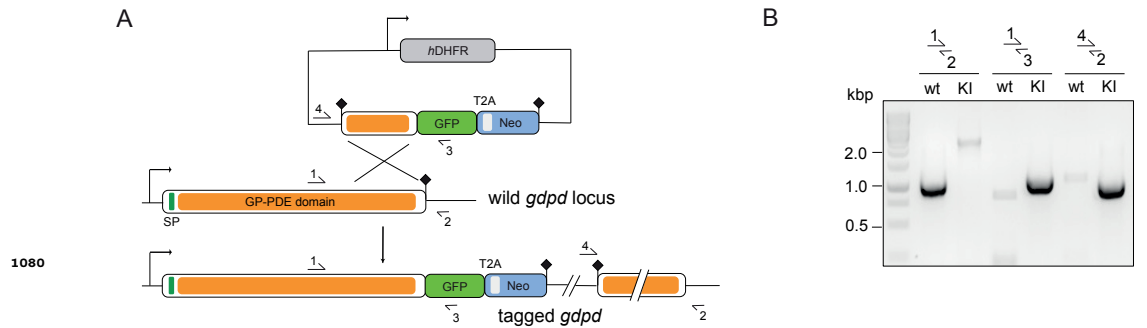 A
hDHFR
T2A
4
GFP
Neo
3
1
GP-PDE domain
SP
2
wild gdpd locus
1080
1
T2A
4
GFP
Neo
3
2
tagged gdpd
B
1 2
1 3
4 2
wt KI wt KI wt KI
kbp
2.0
1.0
0.5